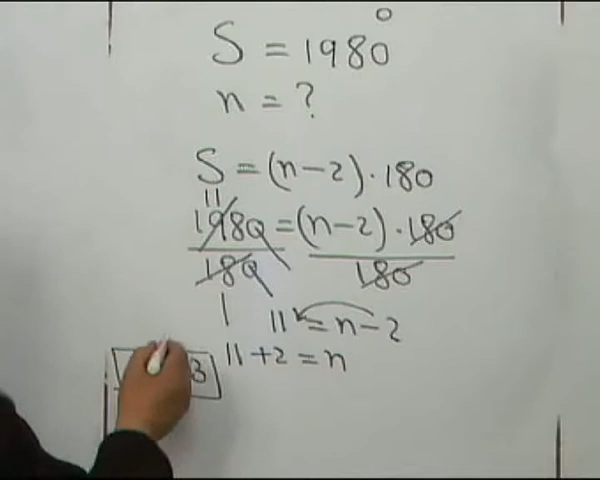 S = 1980°
n = ?
S = (n-2)·180
11
1980 = (n-2)·180
180 180
1
11 = n-2
11+2 = n
3